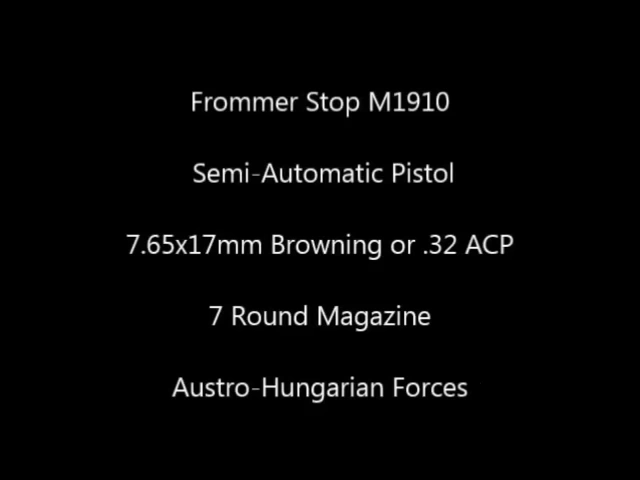 Frommer Stop M1910
Semi-Automatic Pistol
7.65x17mm Browning or .32 ACP
7 Round Magazine
Austro-Hungarian Forces